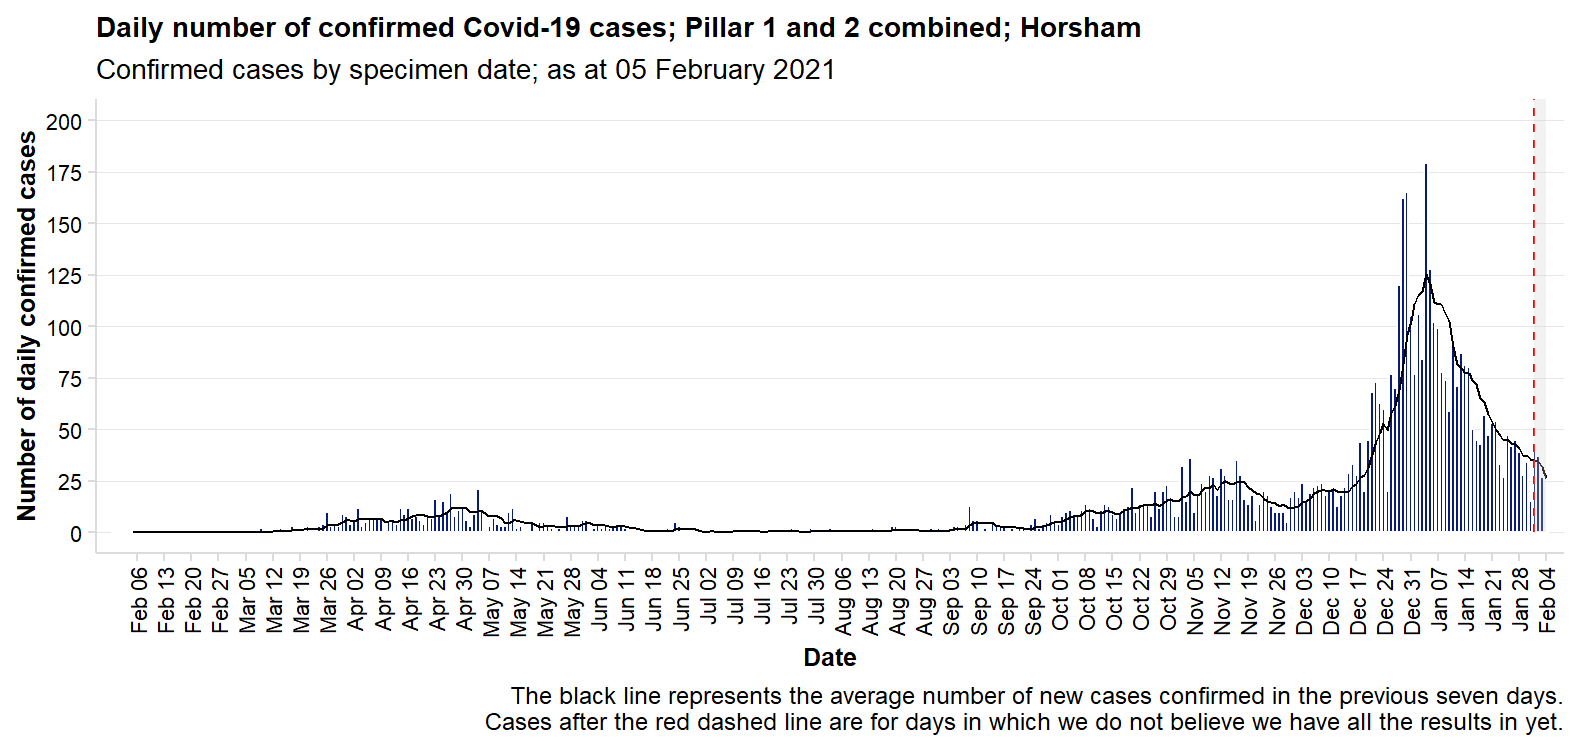 Daily number of confirmed Covid-19 cases; Pillar 1 and 2 combined; Horsham
Confirmed cases by specimen date; as at 05 February 2021
Number of daily confirmed cases
200
175
150
125
100
75
50
25
0
Feb 06
Feb 13
Feb 20
Feb 27
Mar 05
Mar 12
Mar 19
Mar 26
Apr 02
Apr 09
Apr 16
Apr 23
Apr 30
May 07
May 14
May 21
May 28
Jun 04
Jun 11
Jun 18
Jun 25
Jul 02
Jul 09
Jul 16
Jul 23
Jul 30
Aug 06
Aug 13
Aug 20
Aug 27
Sep 03
Sep 10
Sep 17
Sep 24
Oct 01
Oct 08
Oct 15
Oct 22
Oct 29
Nov 05
Nov 12
Nov 19
Nov 26
Dec 03
Dec 10
Dec 17
Dec 24
Dec 31
Jan 07
Jan 14
Jan 21
Jan 28
Feb 04
Date
The black line represents the average number of new cases confirmed in the previous seven days.
Cases after the red dashed line are for days in which we do not believe we have all the results in yet.